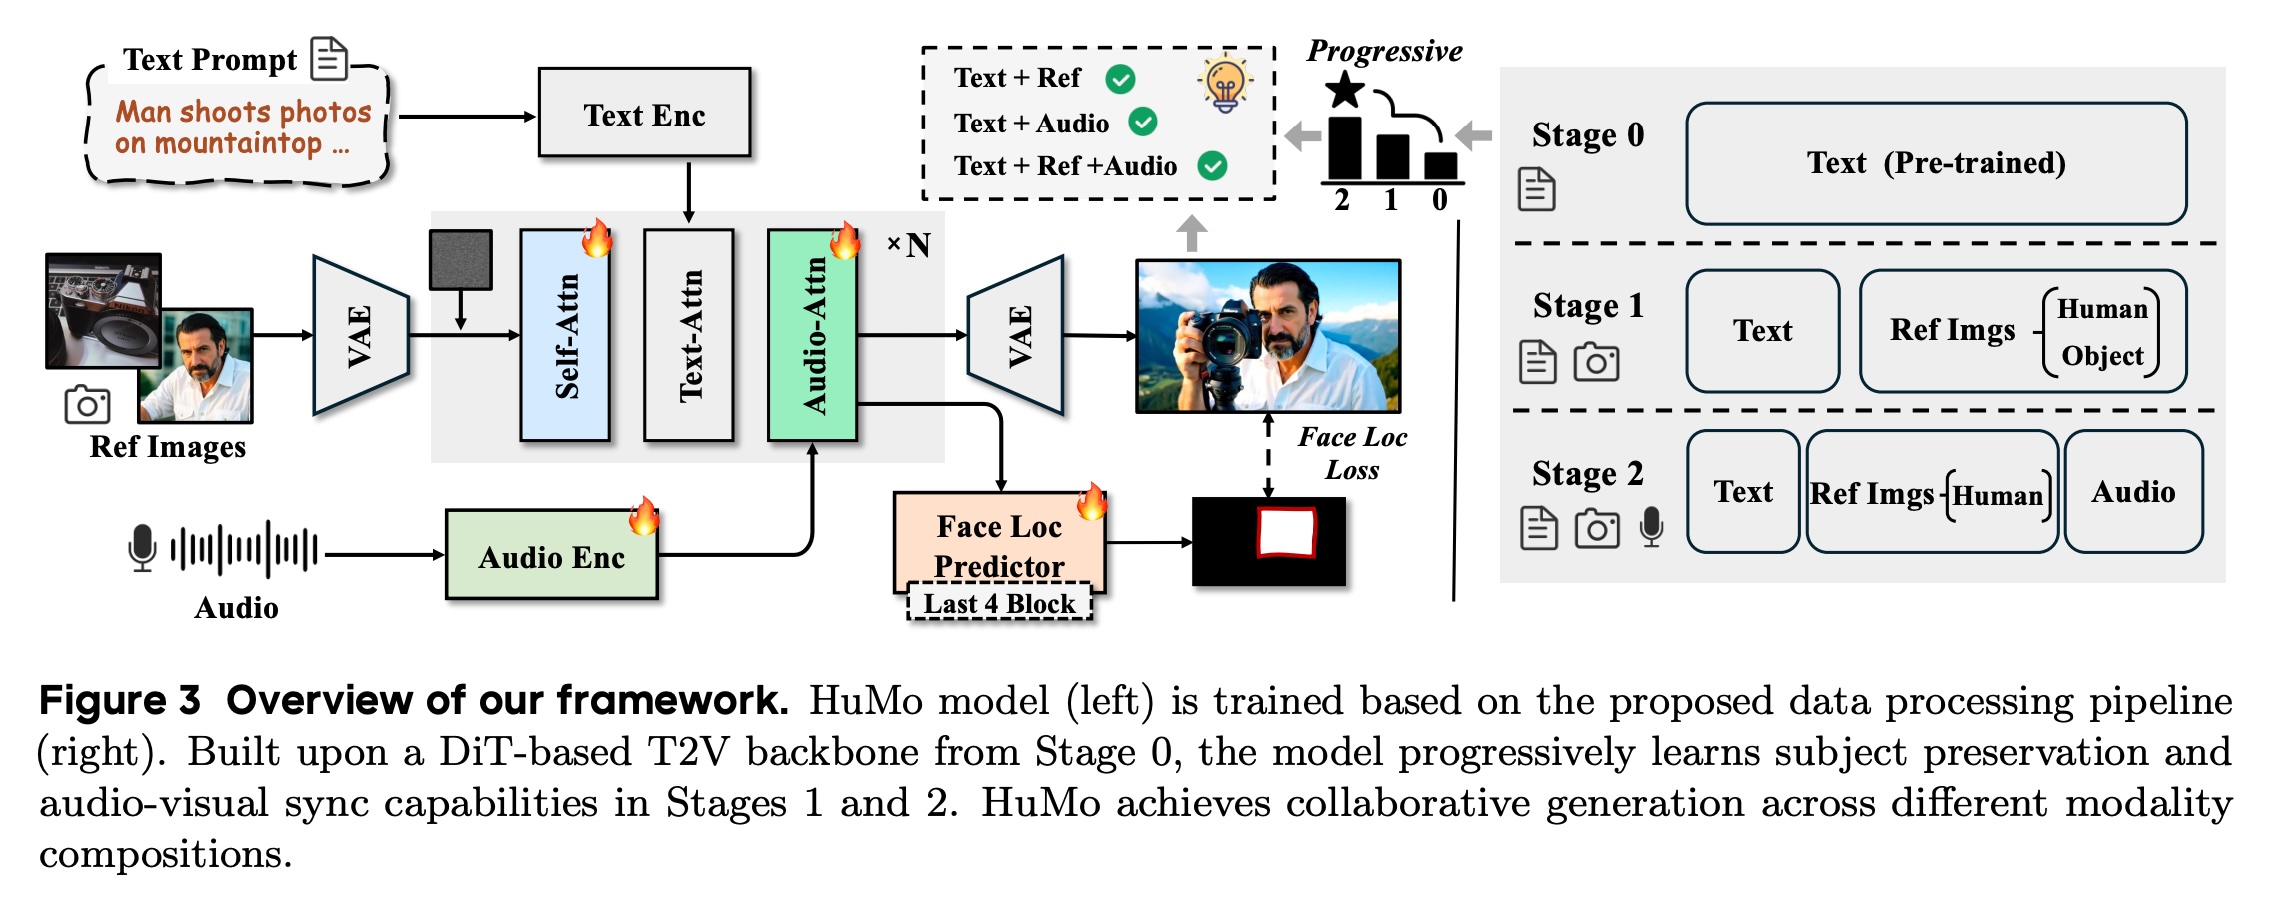 Text Prompt
Man shoots photos
on mountaintop ...
Text Enc
Text + Ref
Text + Audio
Text + Ref +Audio
Progressive
2 1 0
Ref Images
VAE
Self-Attn
Text-Attn
Audio-Attn
× N
VAE
Audio
Audio Enc
Face Loc
Predictor
Last 4 Block
Face Loc
Loss
Stage 0
Text (Pre-trained)
Stage 1
Text
Ref Imgs
Human
Object
Stage 2
Text
Ref Imgs
Human
Audio
Figure 3 Overview of our framework. HuMo model (left) is trained based on the proposed data processing pipeline
(right). Built upon a DiT-based T2V backbone from Stage 0, the model progressively learns subject preservation and
audio-visual sync capabilities in Stages 1 and 2. HuMo achieves collaborative generation across different modality
compositions.